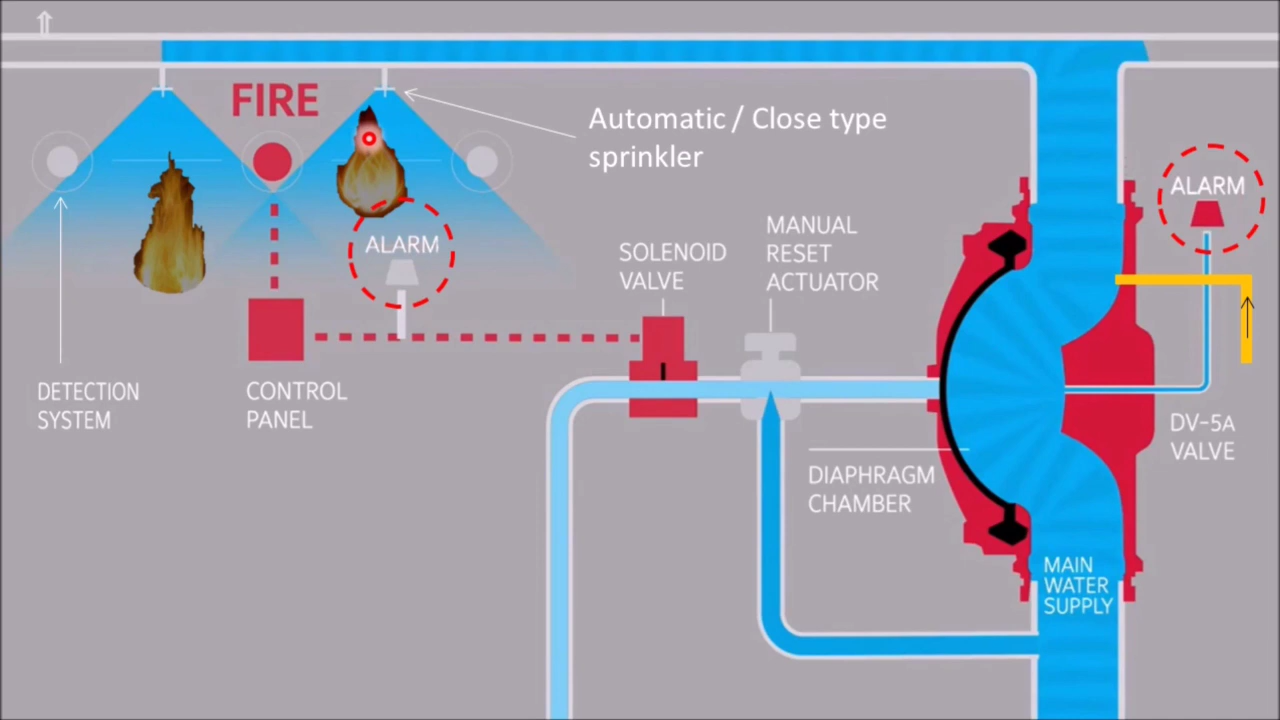 FIRE
Automatic / Close type
sprinkler
ALARM
ALARM
MANUAL
RESET
ACTUATOR
SOLENOID
VALVE
DETECTION
SYSTEM
CONTROL
PANEL
DV-5A
VALVE
DIAPHRAGM
CHAMBER
MAIN
WATER
SUPPLY